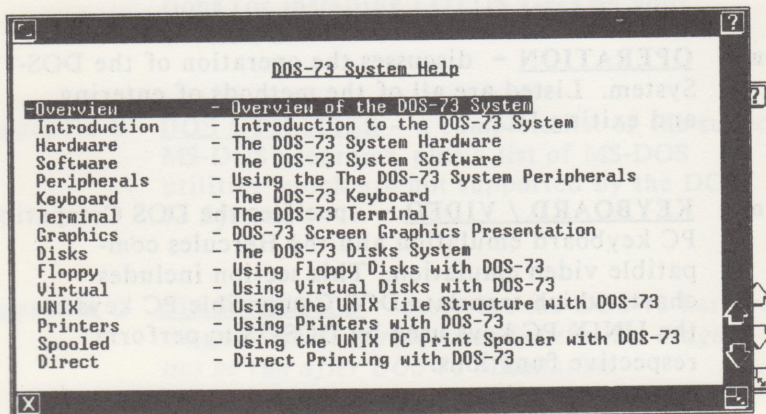 ?
DOS-73 System Help
-Overview - Overview of the DOS-73 System
Introduction - Introduction to the DOS-73 System
Hardware - The DOS-73 System Hardware
Software - The DOS-73 System Software
Peripherals - Using the The DOS-73 System Peripherals
Keyboard - The DOS-73 Keyboard
Terminal - The DOS-73 Terminal
Graphics - DOS-73 Screen Graphics Presentation
Disks - The DOS-73 Disks System
Floppy - Using Floppy Disks with DOS-73
Virtual - Using Virtual Disks with DOS-73
UNIX - Using the UNIX File Structure with DOS-73
Printers - Using Printers with DOS-73
Spooled - Using the UNIX PC Print Spooler with DOS-73
Direct - Direct Printing with DOS-73
X